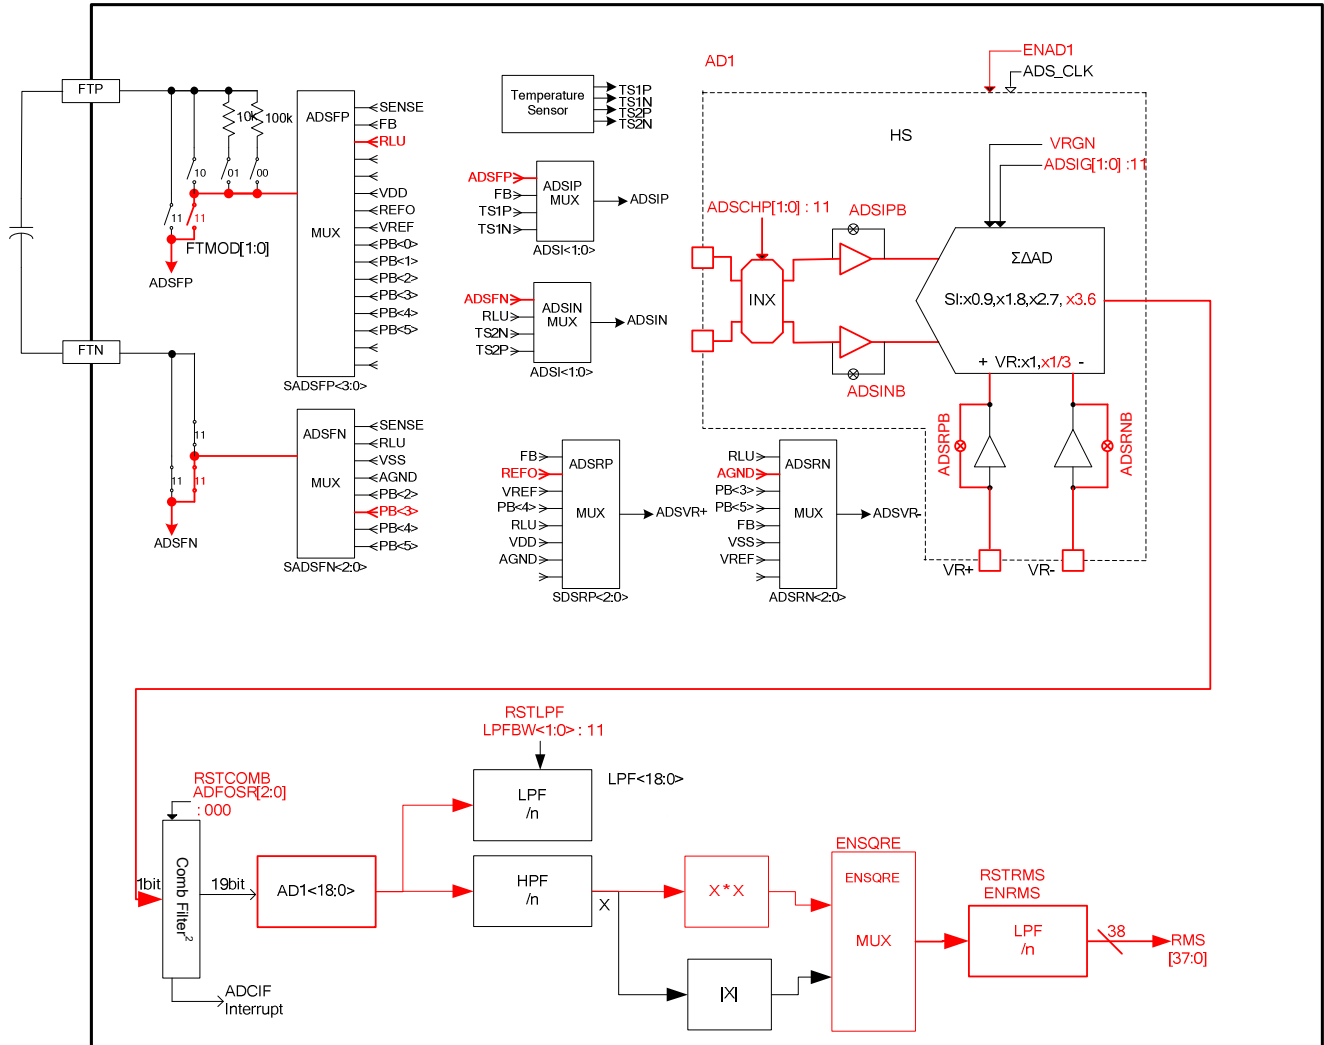 FTP
10k
100k
10
01
00
11
11
FTMOD[1:0]
ADSFP
ADSFP
MUX
SADSFP<3:0>
SENSE
FB
RLU
VDD
REFO
VREF
PB<0>
PB<1>
PB<2>
PB<3>
PB<4>
PB<5>
FTN
11
11
11
ADSFN
ADSFN
MUX
SADSFN<2:0>
SENSE
RLU
VSS
AGND
PB<2>
PB<3>
PB<4>
PB<5>
Temperature
Sensor
TS1P
TS1N
TS2P
TS2N
ADSFP
FB
TS1P
TS1N
ADSIP
MUX
ADSIP
ADSI<1:0>
ADSFN
RLU
TS2N
TS2P
ADSIN
MUX
ADSIN
ADSI<1:0>
FB
REFO
VREF
PB<4>
RLU
VDD
AGND
ADSRP
MUX
ADSVR+
SDSRP<2:0>
RLU
AGND
PB<3>
PB<5>
FB
VSS
VREF
ADSRN
MUX
ADSVR-
ADSRN<2:0>
AD1
ENAD1
ADS_CLK
HS
VRGN
ADSIG[1:0] :11
ADSCHP[1:0] : 11
ADSIPB
INX
ADSINB
ΣΔAD
SI:x0.9,x1.8,x2.7, x3.6
+ VR:x1,x1/3 -
ADSRPB
ADSRNB
VR+
VR-
RSTLPF
LPFBW<1:0> : 11
LPF<18:0>
LPF
/n
RSTCOMB
ADFOSR[2:0]
: 000
1bit
Comb Filter²
19bit
AD1<18:0>
HPF
/n
X
X*X
|X|
ENSQRE
ENSQRE
MUX
RSTRMS
ENRMS
LPF
/n
38
RMS
[37:0]
ADCIF
Interrupt